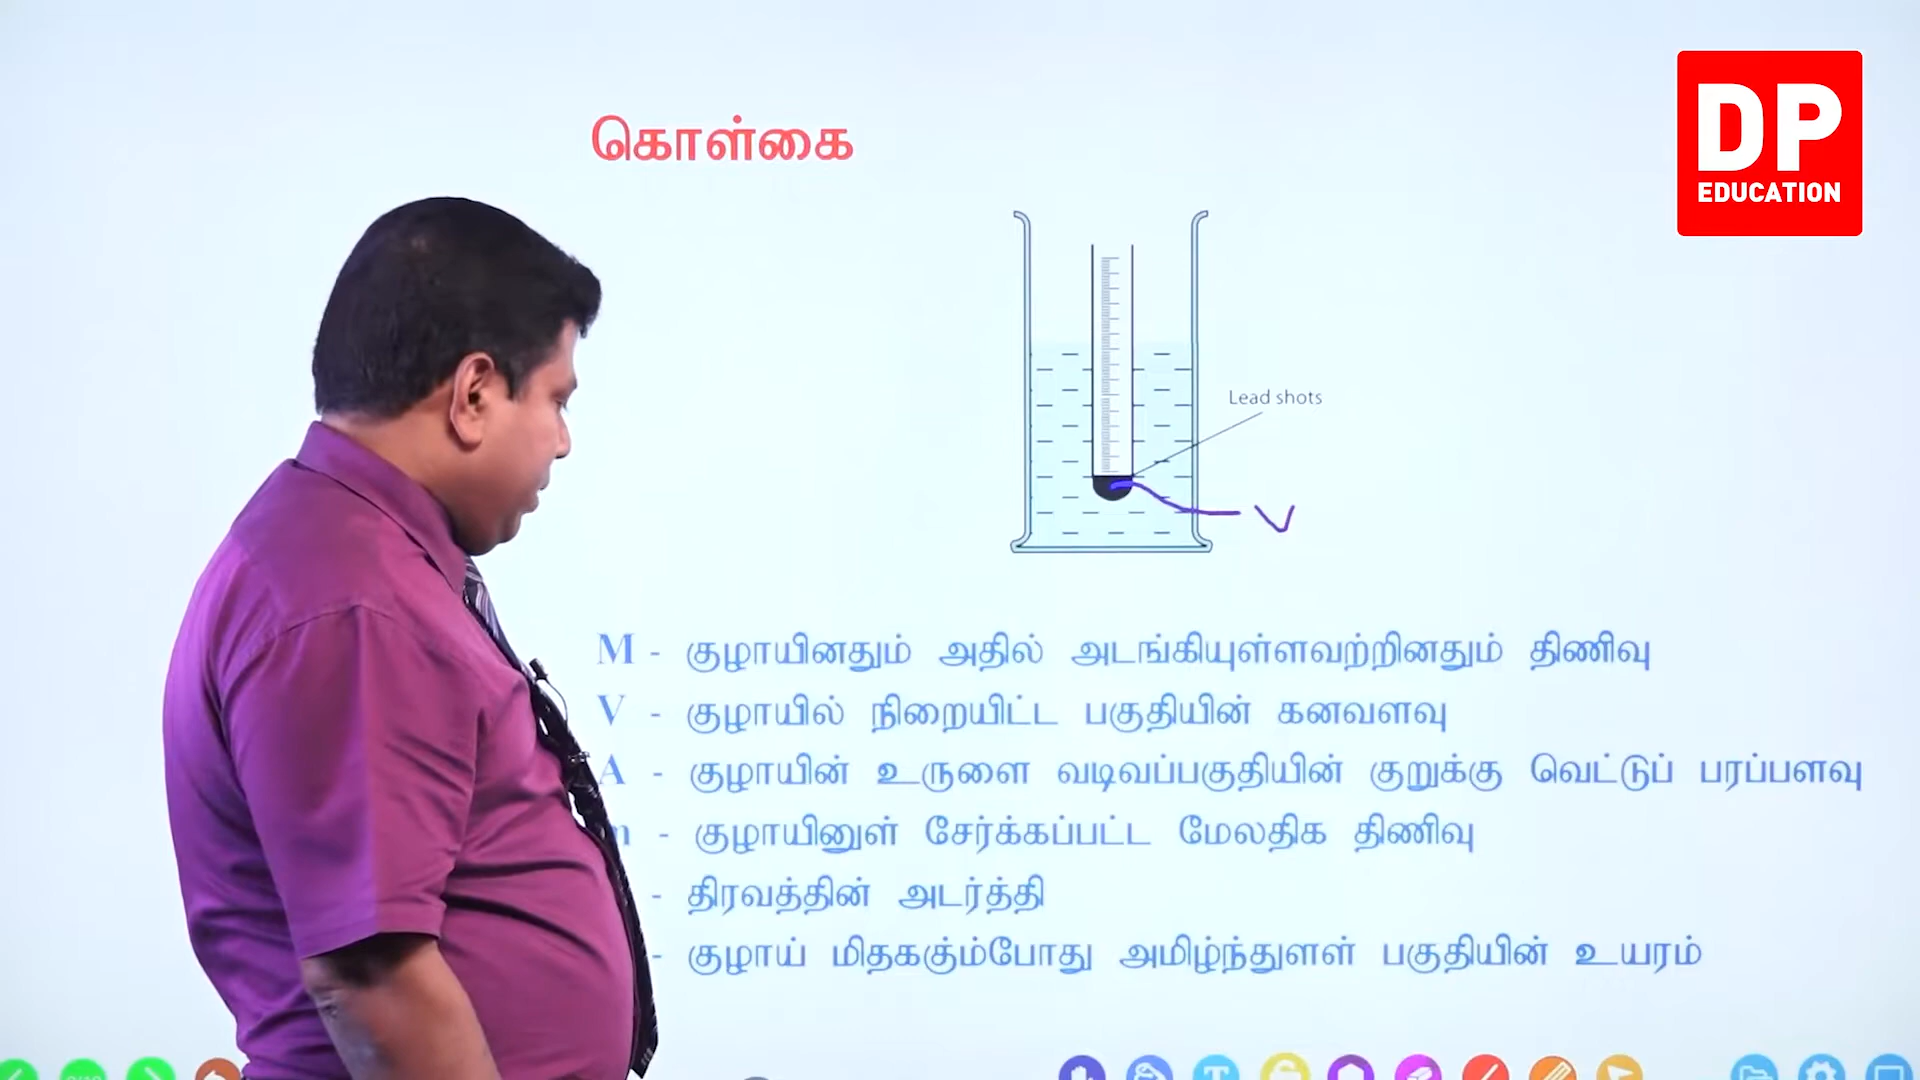 DP
EDUCATION
கொள்கை
Lead shots
V
M - குழாயினதும் அதில் அடங்கியுள்ளவற்றினதும் திணிவு
V - குழாயில் நிறையிட்ட பகுதியின் கனவளவு
A - குழாயின் உருளை வடிவப்பகுதியின் குறுக்கு வெட்டுப் பரப்பளவு
- குழாயினுள் சேர்க்கப்பட்ட மேலதிக திணிவு
- திரவத்தின் அடர்த்தி
- குழாய் மிதககு்ம்போது அமிழ்ந்துளள் பகுதியின் உயரம்